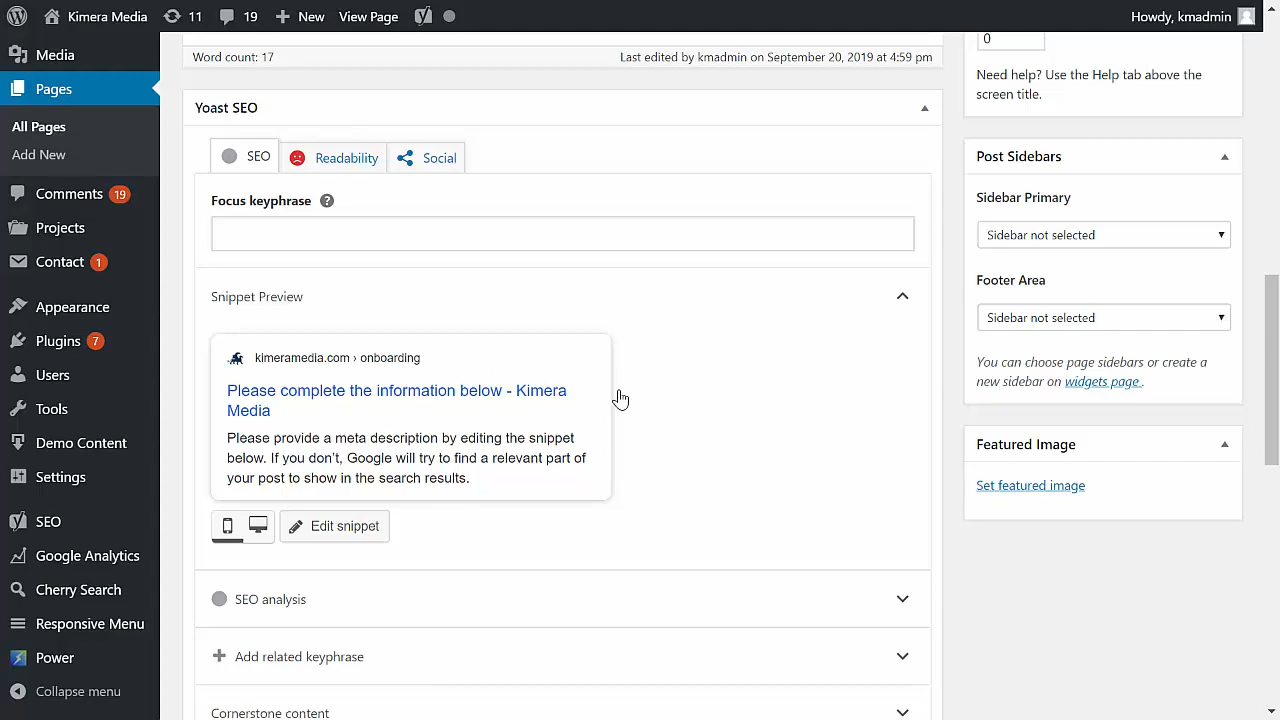 Kimera Media
11
19
New
View Page
Howdy, kmadmin
Media
Pages
All Pages
Add New
Comments 19
Projects
Contact 1
Appearance
Plugins 7
Users
Tools
Demo Content
Settings
SEO
Google Analytics
Cherry Search
Responsive Menu
Power
Collapse menu
Word count: 17
Last edited by kmadmin on September 20, 2019 at 4:59 pm
Yoast SEO
SEO
Readability
Social
Focus keyphrase ?
Snippet Preview
kimeramedia.com › onboarding
Please complete the information below - Kimera
Media
Please provide a meta description by editing the snippet
below. If you don’t, Google will try to find a relevant part of
your post to show in the search results.
Edit snippet
SEO analysis
Add related keyphrase
Cornerstone content
0
Need help? Use the Help tab above the
screen title.
Post Sidebars
Sidebar Primary
Sidebar not selected
Footer Area
Sidebar not selected
You can choose page sidebars or create a
new sidebar on widgets page .
Featured Image
Set featured image